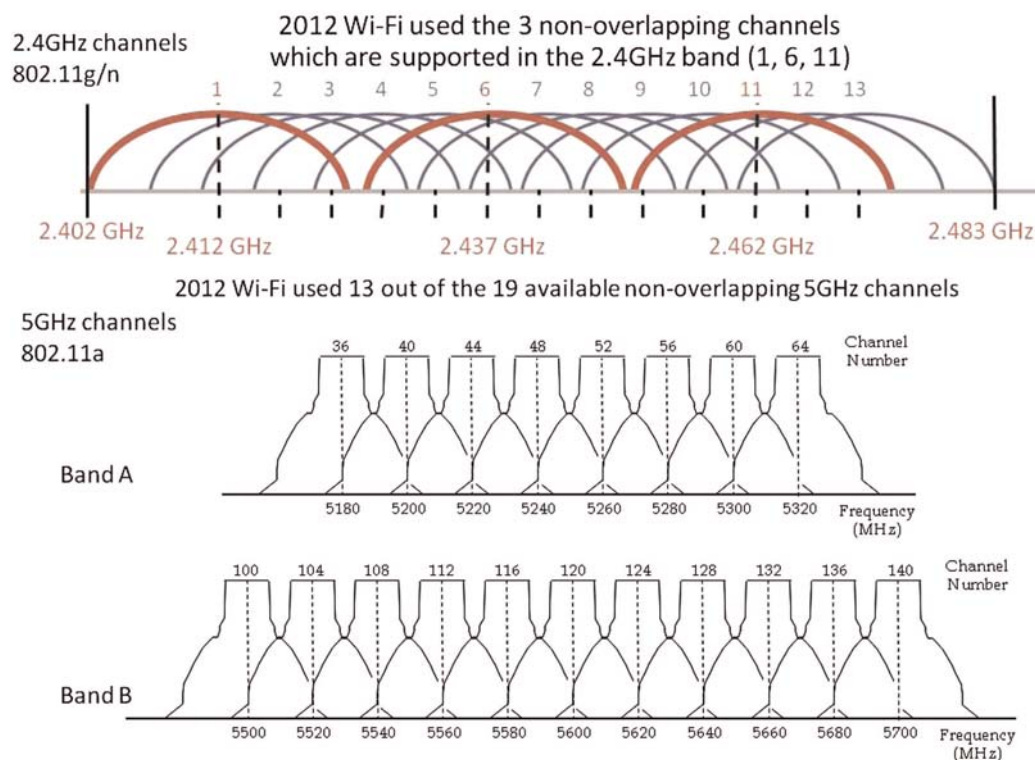 2012 Wi-Fi used the 3 non-overlapping channels
2.4GHz channels
which are supported in the 2.4GHz band (1, 6, 11)
802.11g/n
1 2 3 4 5 6 7 8 9 10 11 12 13
2.402 GHz 2.412 GHz 2.437 GHz 2.462 GHz 2.483 GHz
2012 Wi-Fi used 13 out of the 19 available non-overlapping 5GHz channels
5GHz channels
802.11a
36 40 44 48 52 56 60 64 Channel
Number
Band A
5180 5200 5220 5240 5260 5280 5300 5320 Frequency
(MHz)
100 104 108 112 116 120 124 128 132 136 140 Channel
Number
Band B
5500 5520 5540 5560 5580 5600 5620 5640 5660 5680 5700 Frequency
(MHz)